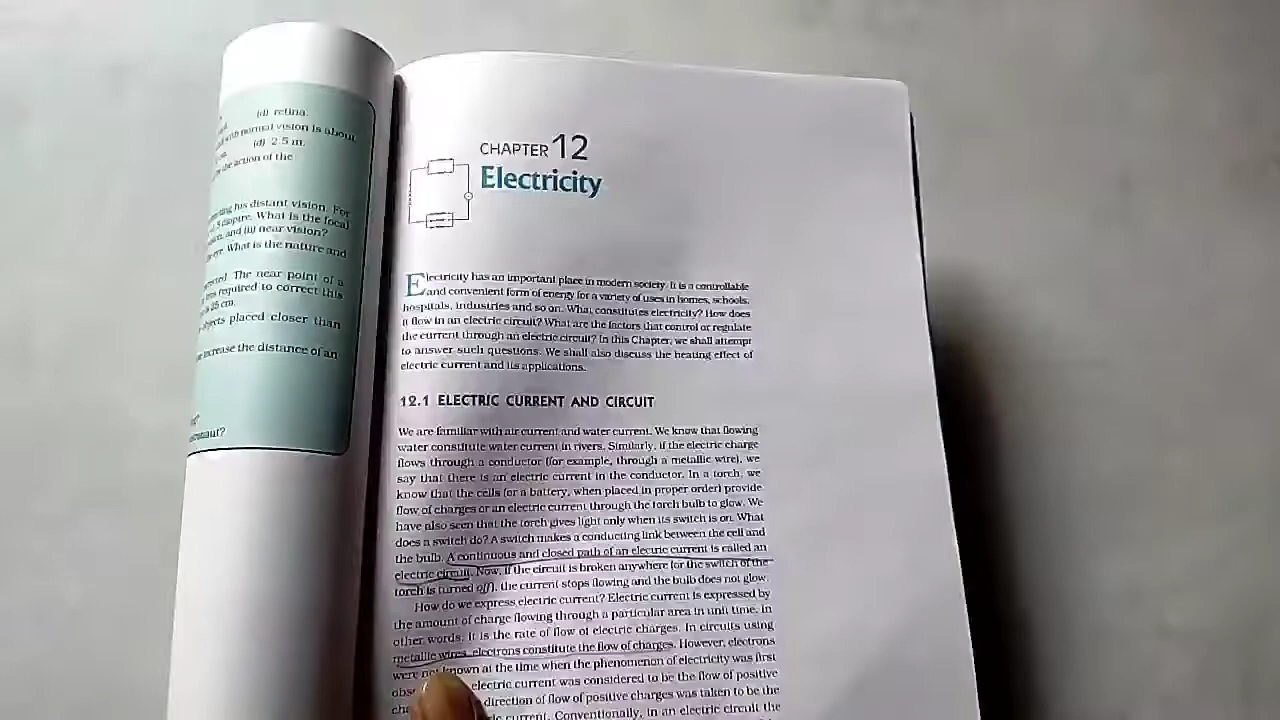 (d) retina.
with normal vision is about
(d) 2.5 m.
the action of the
his distant vision. For
dioptre. What is the focal
and (ii) near vision?
eye. What is the nature and
The near point of a
required to correct this
25 cm.
objects placed closer than
increase the distance of an
CHAPTER 12
Electricity
Electricity has an important place in modern society. It is a controllable
and convenient form of energy for a variety of uses in homes, schools,
hospitals, industries and so on. What constitutes electricity? How does
it flow in an electric circuit? What are the factors that control or regulate
the current through an electric circuit? In this Chapter, we shall attempt
to answer such questions. We shall also discuss the heating effect of
electric current and its applications.
12.1 ELECTRIC CURRENT AND CIRCUIT
We are familiar with air current and water current. We know that flowing
water constitute water current in rivers. Similarly, if the electric charge
flows through a conductor (for example, through a metallic wire), we
say that there is an electric current in the conductor. In a torch, we
know that the cells (or a battery, when placed in proper order) provide
flow of charges or an electric current through the torch bulb to glow. We
have also seen that the torch gives light only when its switch is on. What
does a switch do? A switch makes a conducting link between the cell and
the bulb. A continuous and closed path of an electric current is called an
electric circuit. Now, if the circuit is broken anywhere (or the switch of the
torch is turned off), the current stops flowing and the bulb does not glow.
How do we express electric current? Electric current is expressed by
the amount of charge flowing through a particular area in unit time. In
other words, it is the rate of flow of electric charges. In circuits using
metallic wires, electrons constitute the flow of charges. However, electrons
were not known at the time when the phenomenon of electricity was first
electric current was considered to be the flow of positive
direction of flow of positive charges was taken to be the
current. Conventionally, in an electric circuit the